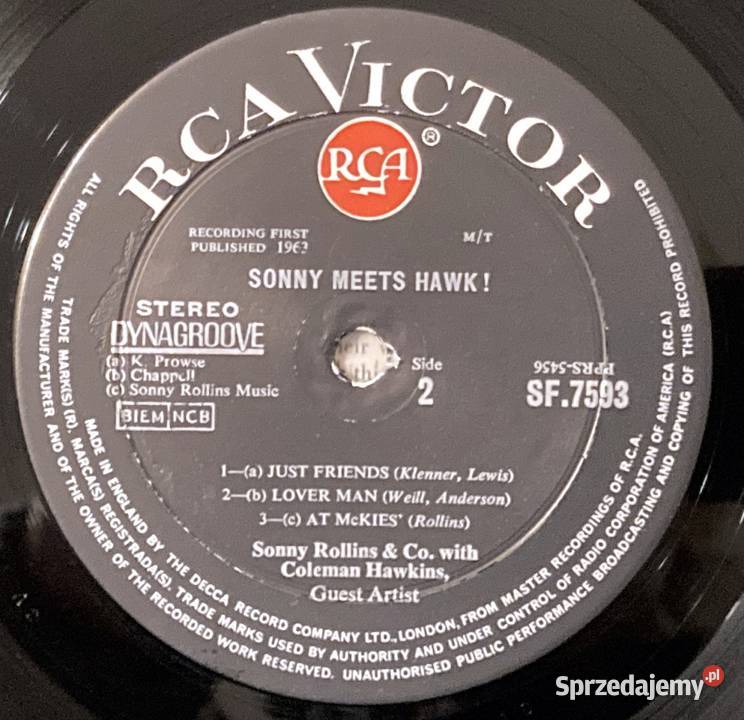 RCA VICTOR
RCA
®
RECORDING FIRST
PUBLISHED 1963
M/T
SONNY MEETS HAWK!
STEREO
DYNAGROOVE
(a) K. Prowse
(b) Chappell
(c) Sonny Rollins Music
BIEM NCB
Side
2
PRRS-5456
SF.7593
1—(a) JUST FRIENDS (Klenner, Lewis)
2—(b) LOVER MAN (Weill, Anderson)
3—(c) AT McKIES' (Rollins)
Sonny Rollins & Co. with
Coleman Hawkins,
Guest Artist
ALL RIGHTS OF THE MANUFACTURER AND OF THE OWNER OF THE RECORDED WORK RESERVED. UNAUTHORISED PUBLIC PERFORMANCE BROADCASTING AND COPYING OF THIS RECORD PROHIBITED
TRADE MARK(S) (R). MARCA(S) REGISTRADA(S). TRADE MARKS USED BY AUTHORITY AND UNDER CONTROL OF RADIO CORPORATION OF AMERICA (R.C.A)
MADE IN ENGLAND BY THE DECCA RECORD COMPANY LTD., LONDON, FROM MASTER RECORDINGS OF R.C.A.
Sprzedajemy.pl